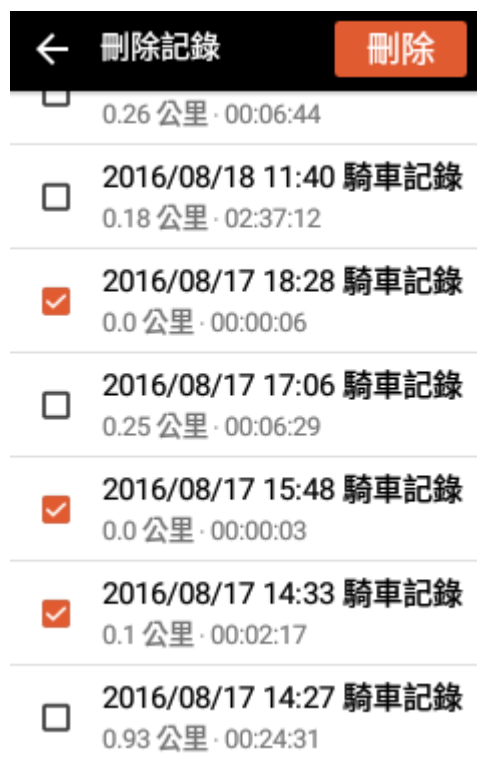 刪除記錄
刪除
0.26 公里 · 00:06:44
2016/08/18 11:40 騎車記錄
0.18 公里 · 02:37:12
2016/08/17 18:28 騎車記錄
0.0 公里 · 00:00:06
2016/08/17 17:06 騎車記錄
0.25 公里 · 00:06:29
2016/08/17 15:48 騎車記錄
0.0 公里 · 00:00:03
2016/08/17 14:33 騎車記錄
0.1 公里 · 00:02:17
2016/08/17 14:27 騎車記錄
0.93 公里 · 00:24:31